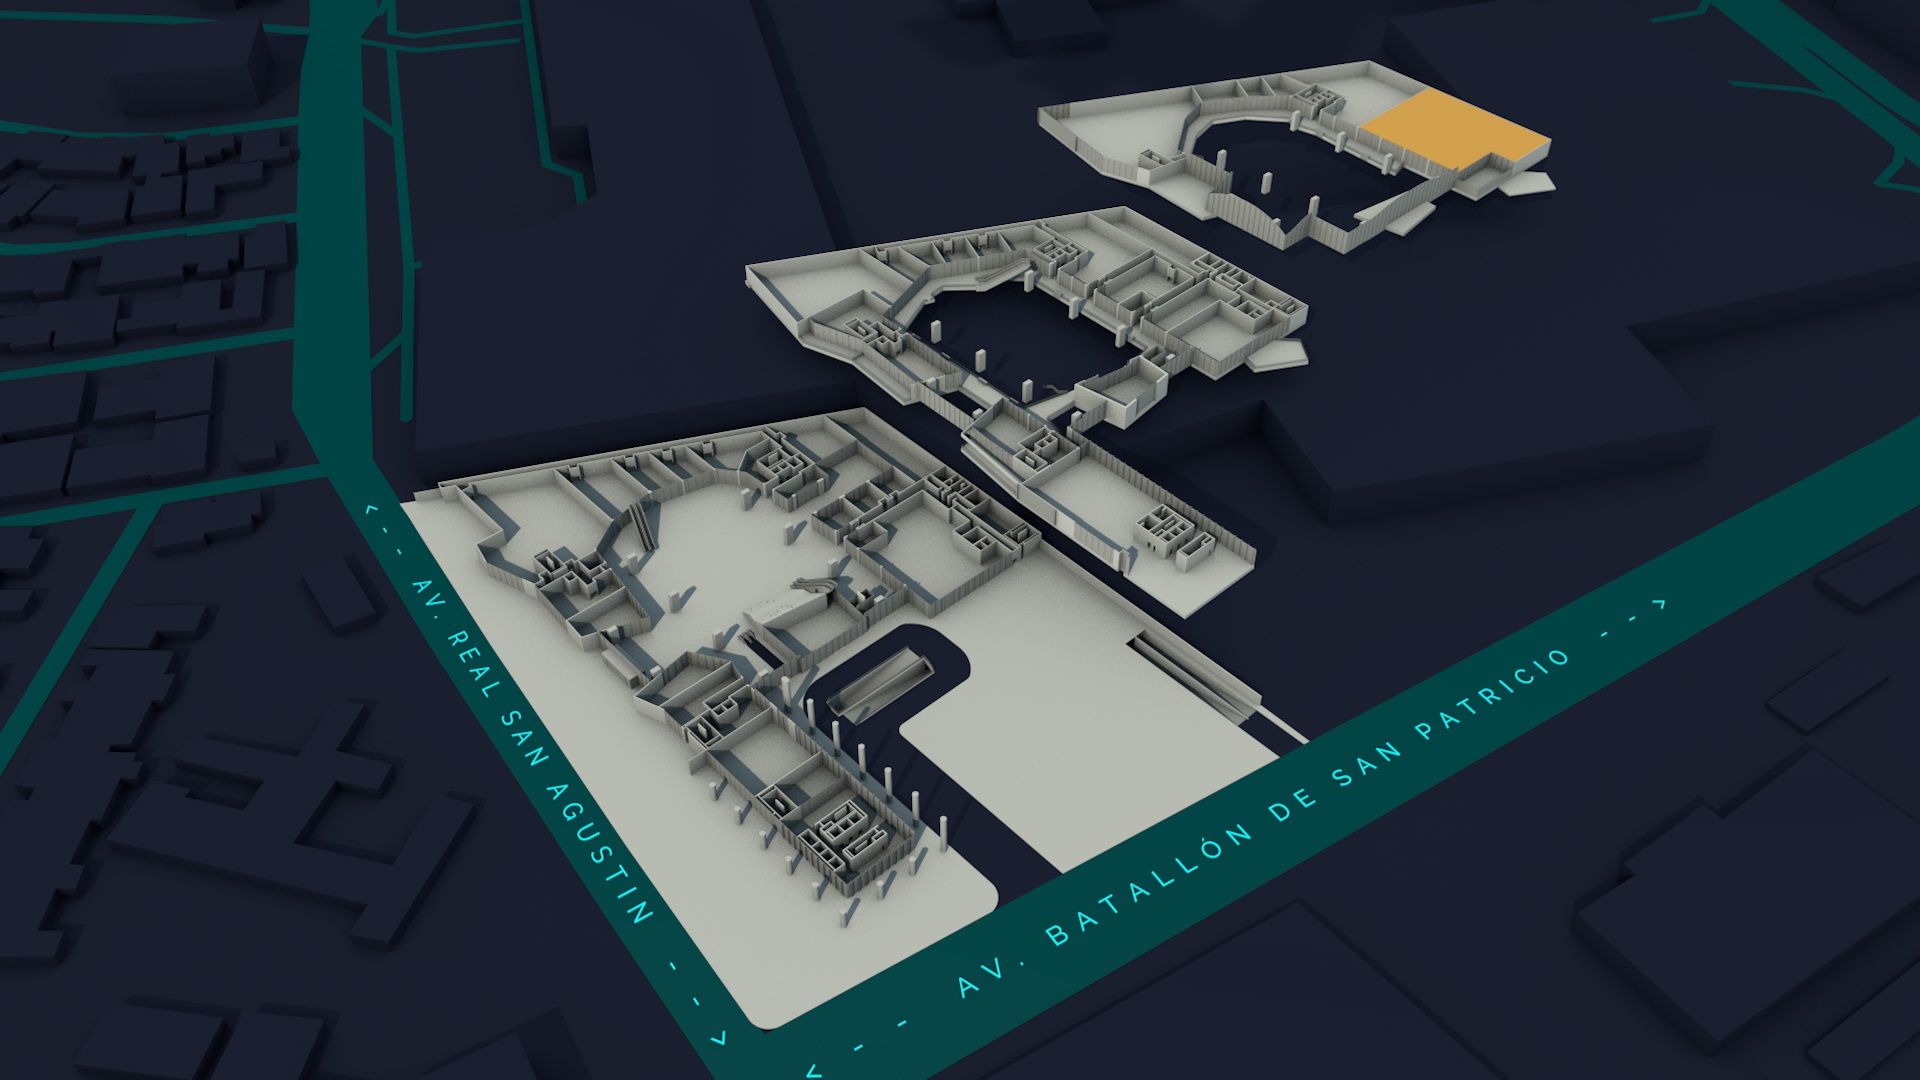 < - - AV. REAL SAN AGUSTIN - - >
< - - AV. BATALLÓN DE SAN PATRICIO - - >